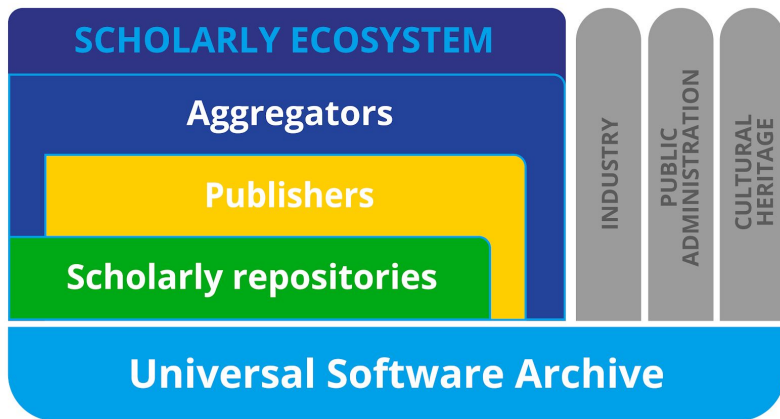 SCHOLARLY ECOSYSTEM
Aggregators
Publishers
Scholarly repositories
INDUSTRY
PUBLIC
ADMINISTRATION
CULTURAL
HERITAGE
Universal Software Archive